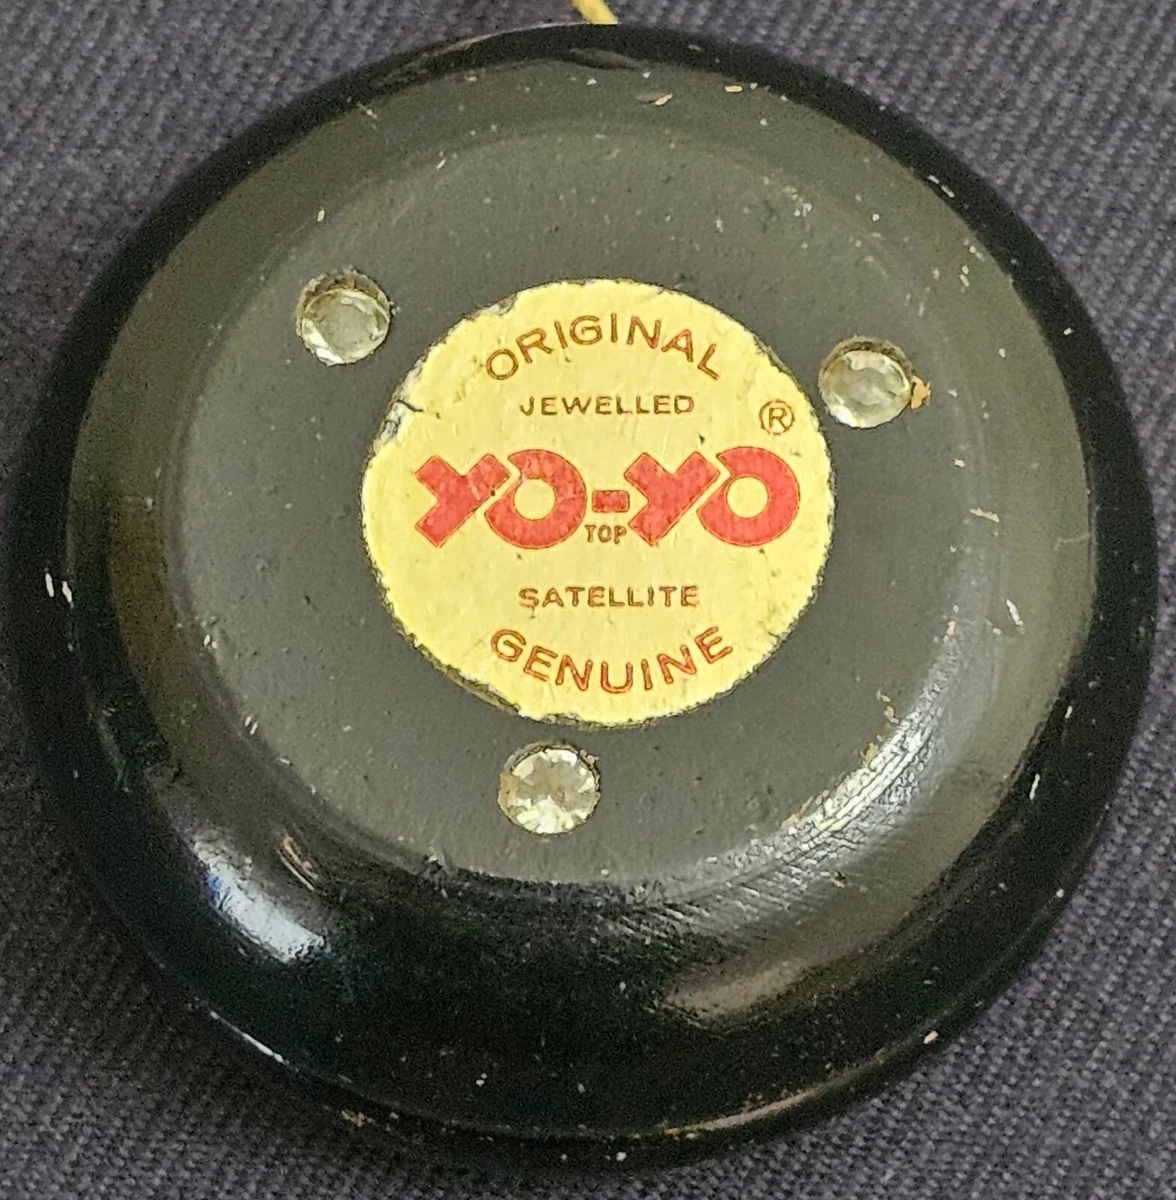 ORIGINAL
JEWELLED
®
YO-YO
TOP
SATELLITE
GENUINE